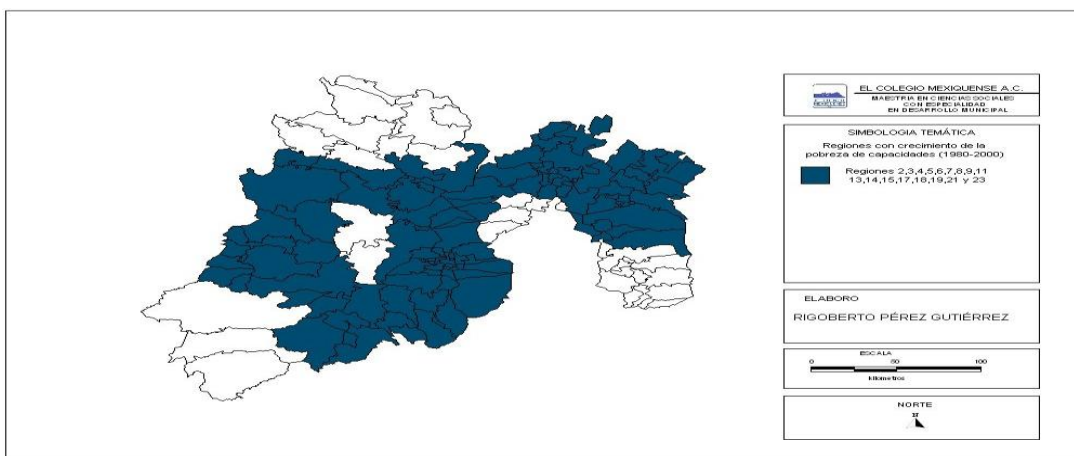 EL COLEGIO MEXIQUENSE A.C.
MAESTRIA EN CIENCIAS SOCIALES
CON ESPECIALIDAD
EN DESARROLLO MUNICIPAL
SIMBOLOGIA TEMÁTICA
Regiones con crecimiento de la
pobreza de capacidades (1980-2000)
Regiones 2,3,4,5,6,7,8,9,11
13,14,15,17,18,19,21 y 23
ELABORO
RIGOBERTO PÉREZ GUTIÉRREZ
ESCALA
0 50 100
kilometros
NORTE
N